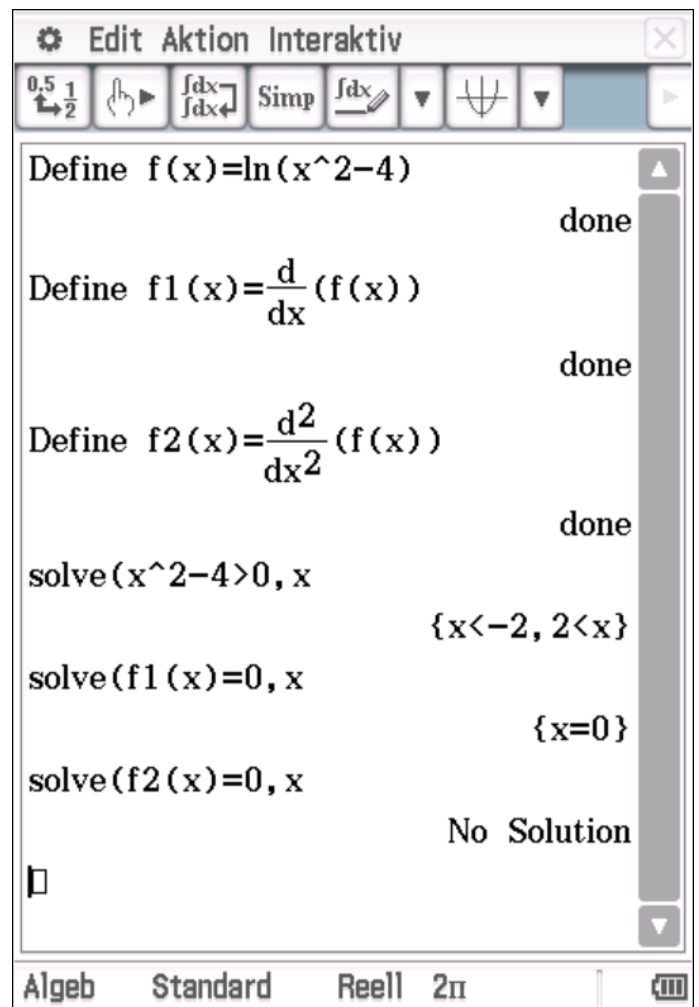 Edit Aktion Interaktiv
0.5 1/2 ∫dx ∫dx Simp ∫dx
Define f(x)=ln(x^2-4)
done
Define f1(x)=d/dx(f(x))
done
Define f2(x)=d²/dx²(f(x))
done
solve(x^2-4>0,x
{x<-2,2<x}
solve(f1(x)=0,x
{x=0}
solve(f2(x)=0,x
No Solution
Algeb Standard Reell 2π